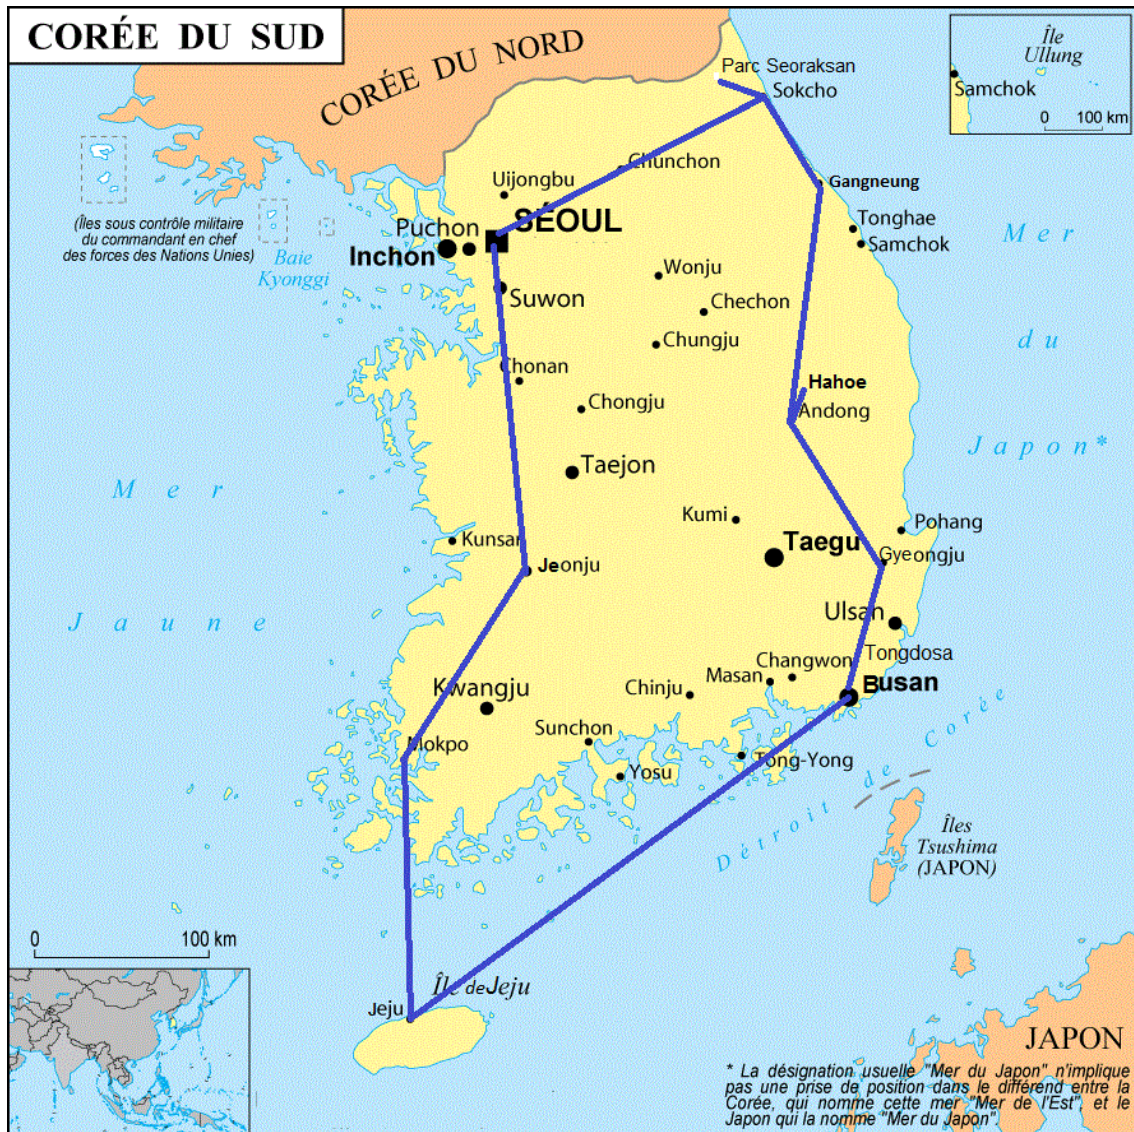 CORÉE DU SUD
CORÉE DU NORD
Parc Seoraksan
Sokcho
Île
Ullung
Samchok
0 100 km
Chunchon
Uijongbu
Gangneung
(Îles sous contrôle militaire
du commandant en chef
des forces des Nations Unies)
Baie
Kyonggi
Puchon
SÉOUL
Inchon
Tonghae
Samchok
Mer
du
Japon*
Wonju
Suwon
Chechon
Chungju
Chonan
Hahoe
Andong
Chongju
Taejon
Mer
Jaune
Kumi
Pohang
Kunsan
Taegu
Gyeongju
Jeonju
Ulsan
Tongdosa
Changwon
Masan
Busan
Chinju
Kwangju
Sunchon
Mokpo
Yosu
Tong-Yong
Détroit de Corée
Îles
Tsushima
(JAPON)
0 100 km
Île de Jeju
Jeju
JAPON
* La désignation usuelle "Mer du Japon" n'implique
pas une prise de position dans le différend entre la
Corée, qui nomme cette mer "Mer de l'Est", et le
Japon qui la nomme "Mer du Japon"